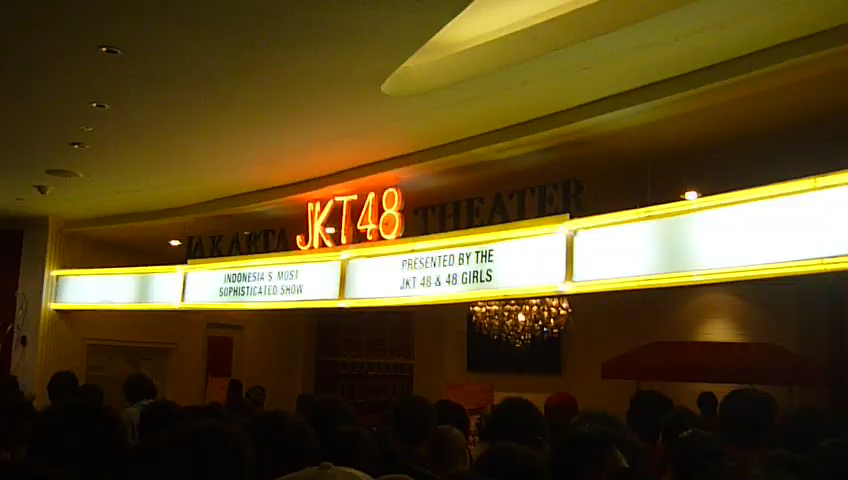 JAKARTA JKT48 THEATER
INDONESIA'S MOST
SOPHISTICATED SHOW
PRESENTED BY THE
JKT 48 & 48 GIRLS